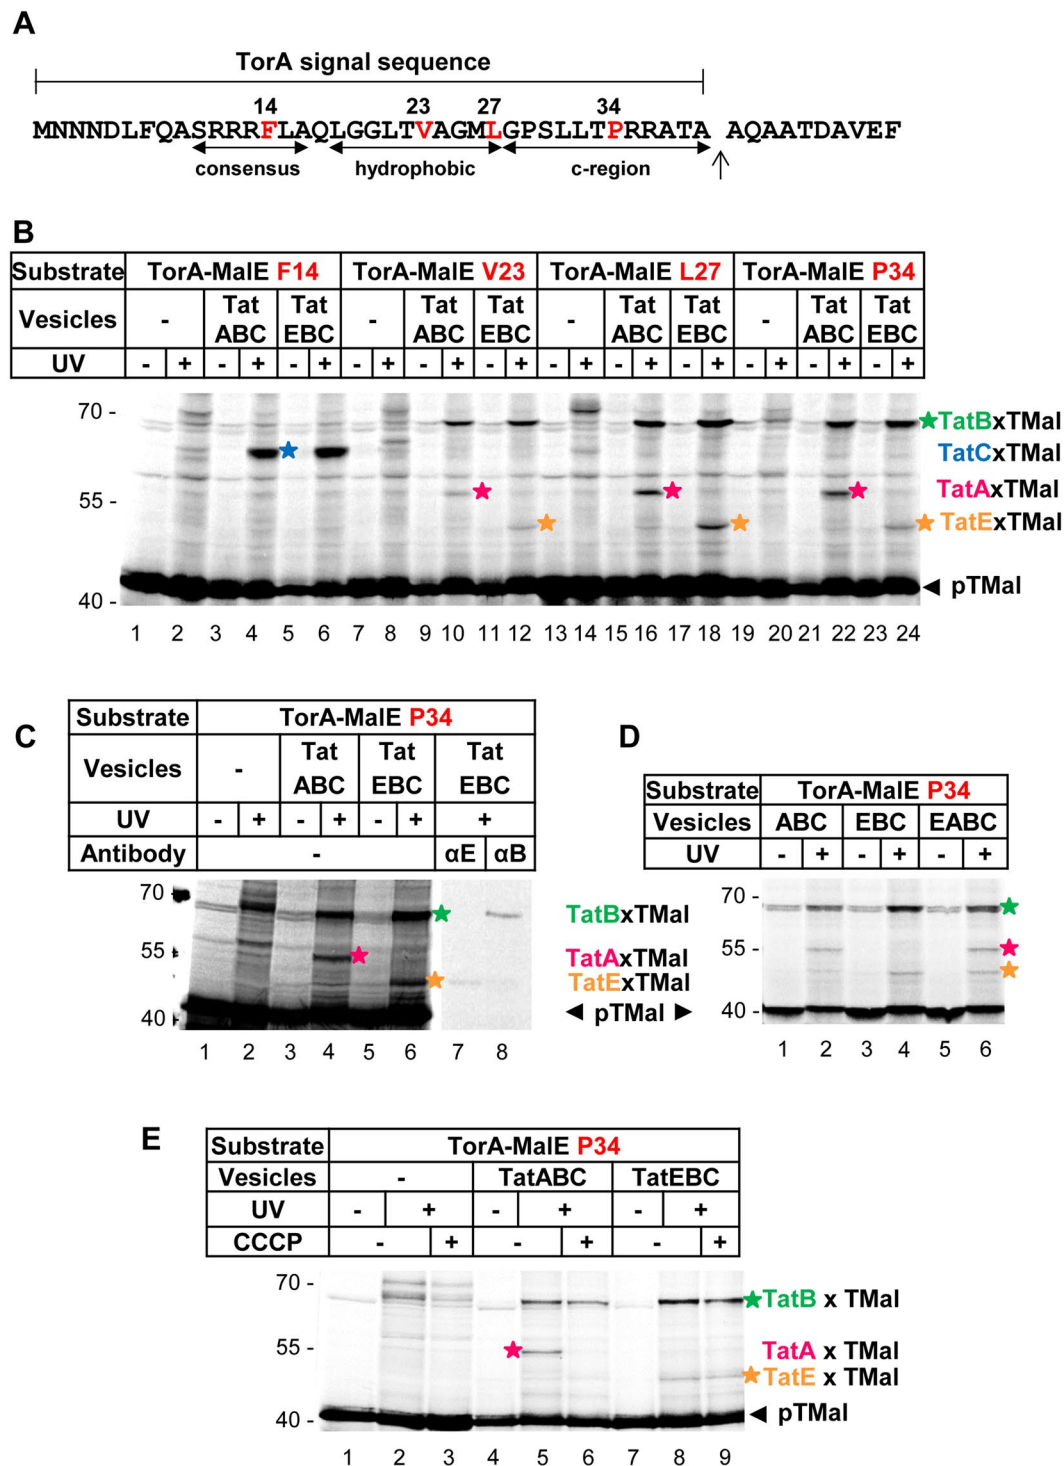 A
TorA signal sequence
14 23 27 34
MNNNDLFQASRRRFLAQLGGLTVAGMLGPSLLTPRRATA AQAATDAVEF
consensus hydrophobic c-region
B
Substrate TorA-MalE F14 TorA-MalE V23 TorA-MalE L27 TorA-MalE P34
Vesicles - Tat ABC Tat EBC - Tat ABC Tat EBC - Tat ABC Tat EBC - Tat ABC Tat EBC
UV - + - + - + - + - + - + - + - + - + - + - + - +
70 -
TatBxTMal
TatCxTMal
TatAxTMal
55 -
TatExTMal
pTMal
40 -
1 2 3 4 5 6 7 8 9 10 11 12 13 14 15 16 17 18 19 20 21 22 23 24
C
Substrate TorA-MalE P34
Vesicles - Tat ABC Tat EBC Tat EBC
UV - + - + - + +
Antibody - αE αB
70
55
40
TatBxTMal
TatAxTMal
TatExTMal
pTMal
1 2 3 4 5 6 7 8
D
Substrate TorA-MalE P34
Vesicles ABC EBC EABC
UV - + - + - +
70 -
55 -
40 -
1 2 3 4 5 6
E
Substrate TorA-MalE P34
Vesicles - TatABC TatEBC
UV - + - + - +
CCCP - + - + - +
70 -
TatB x TMal
55 -
TatA x TMal
TatE x TMal
40 -
pTMal
1 2 3 4 5 6 7 8 9